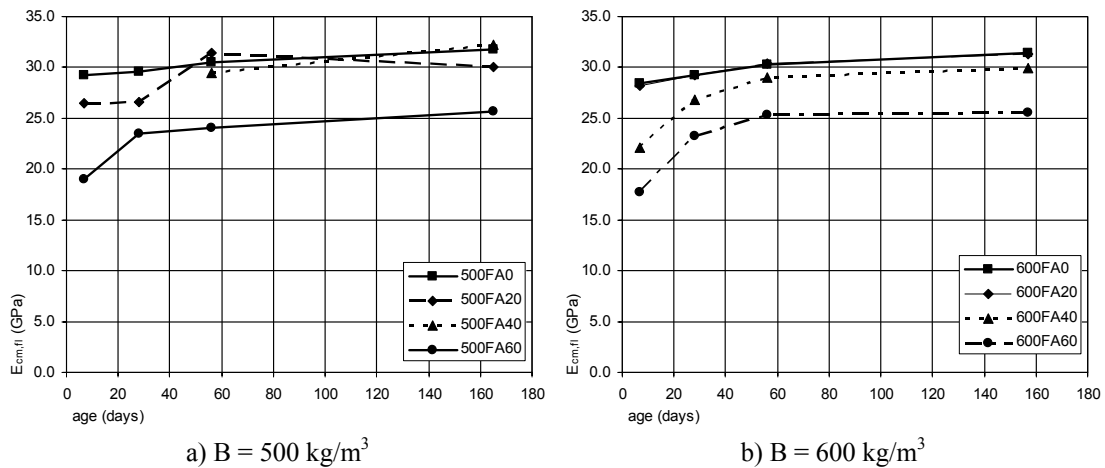 35.0
30.0
25.0
20.0
15.0
10.0
5.0
0.0
Ecm,fl (GPa)
0 20 40 60 80 100 120 140 160 180
age (days)
500FA0
500FA20
500FA40
500FA60
a) B = 500 kg/m³
35.0
30.0
25.0
20.0
15.0
10.0
5.0
0.0
Ecm,fl (GPa)
0 20 40 60 80 100 120 140 160 180
age (days)
600FA0
600FA20
600FA40
600FA60
b) B = 600 kg/m³